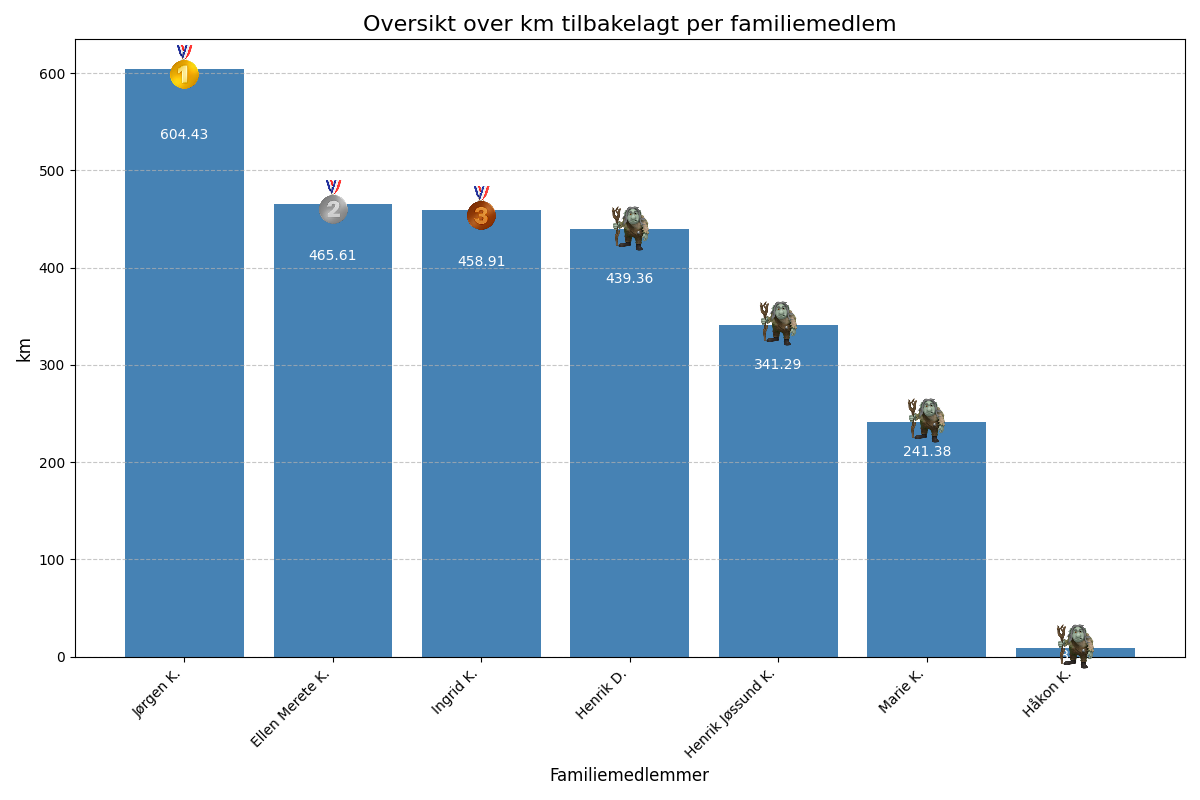 Oversikt over km tilbakelagt per familiemedlem
km
600
500
400
300
200
100
0
1
2
3
604.43
465.61
458.91
439.36
341.29
241.38
Jørgen K.
Ellen Merete K.
Ingrid K.
Henrik D.
Henrik Jøssund K.
Marie K.
Håkon K.
Familiemedlemmer